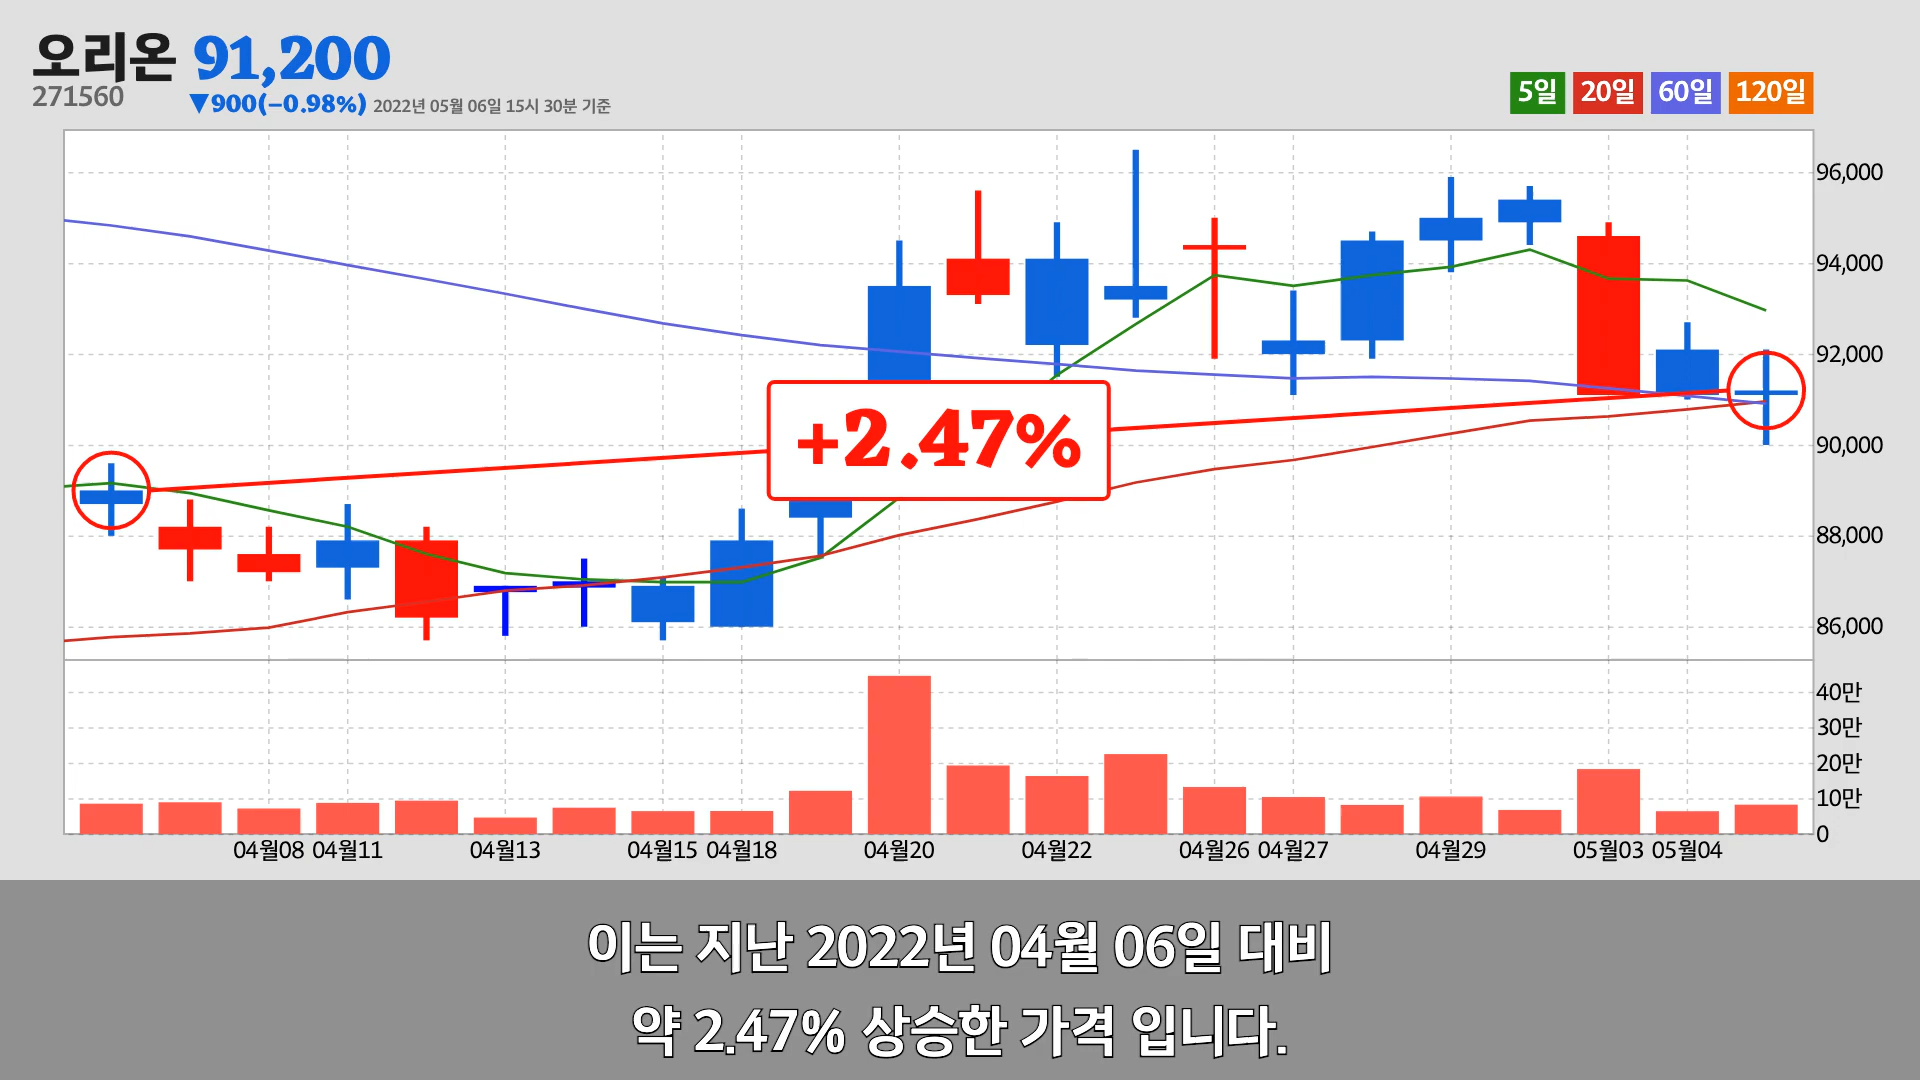 오리온 91,200
271560 ▼900(−0.98%) 2022년 05월 06일 15시 30분 기준
5일 20일 60일 120일
96,000
94,000
92,000
+2.47%
90,000
88,000
86,000
40만
30만
20만
10만
0
04월08 04월11 04월13 04월15 04월18 04월20 04월22 04월26 04월27 04월29 05월03 05월04
이는 지난 2022년 04월 06일 대비
약 2.47% 상승한 가격 입니다.